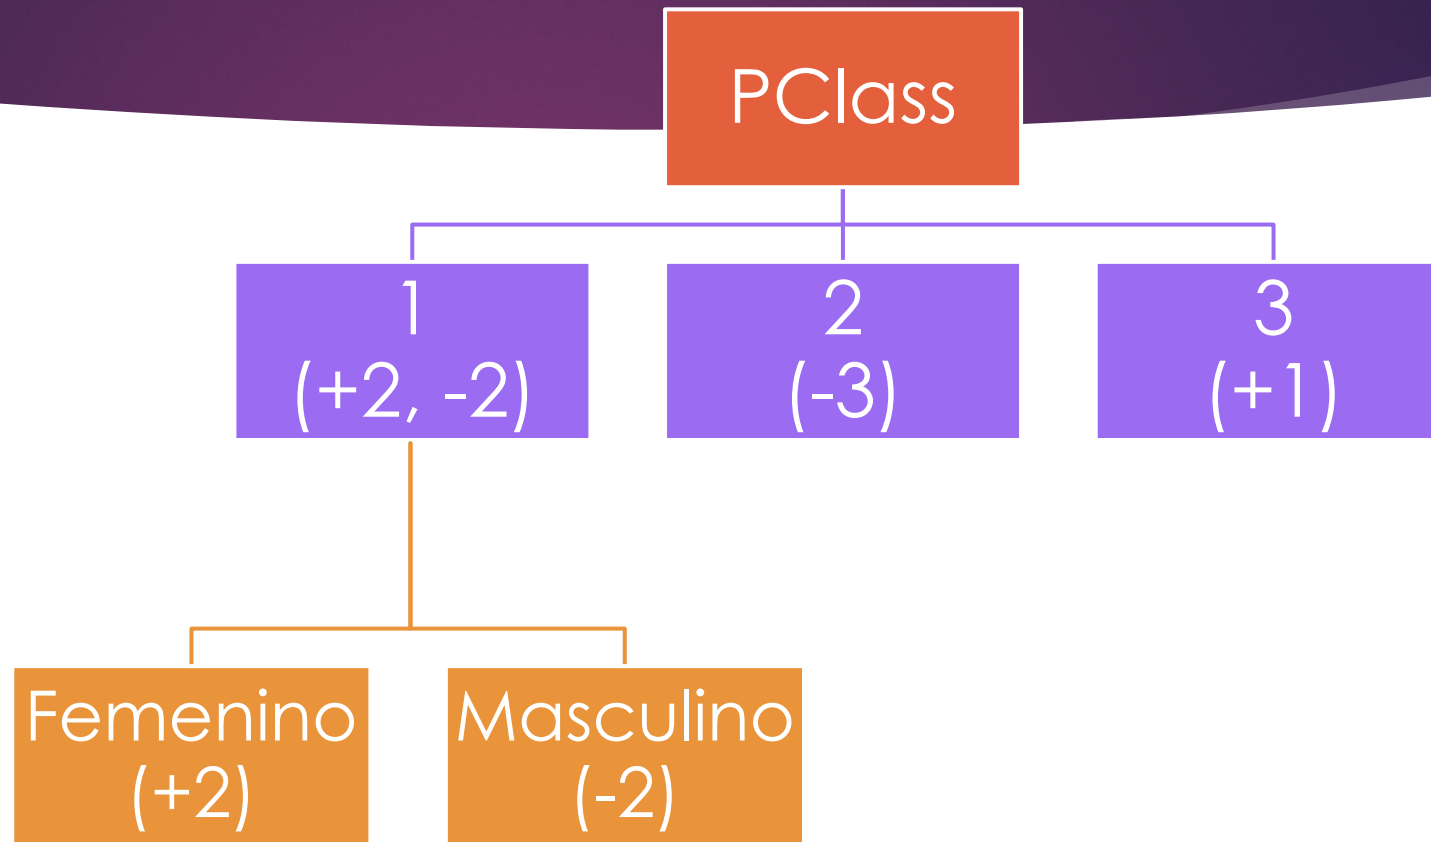 PClass
1
(+2, -2)
2
(-3)
3
(+1)
Femenino
(+2)
Masculino
(-2)